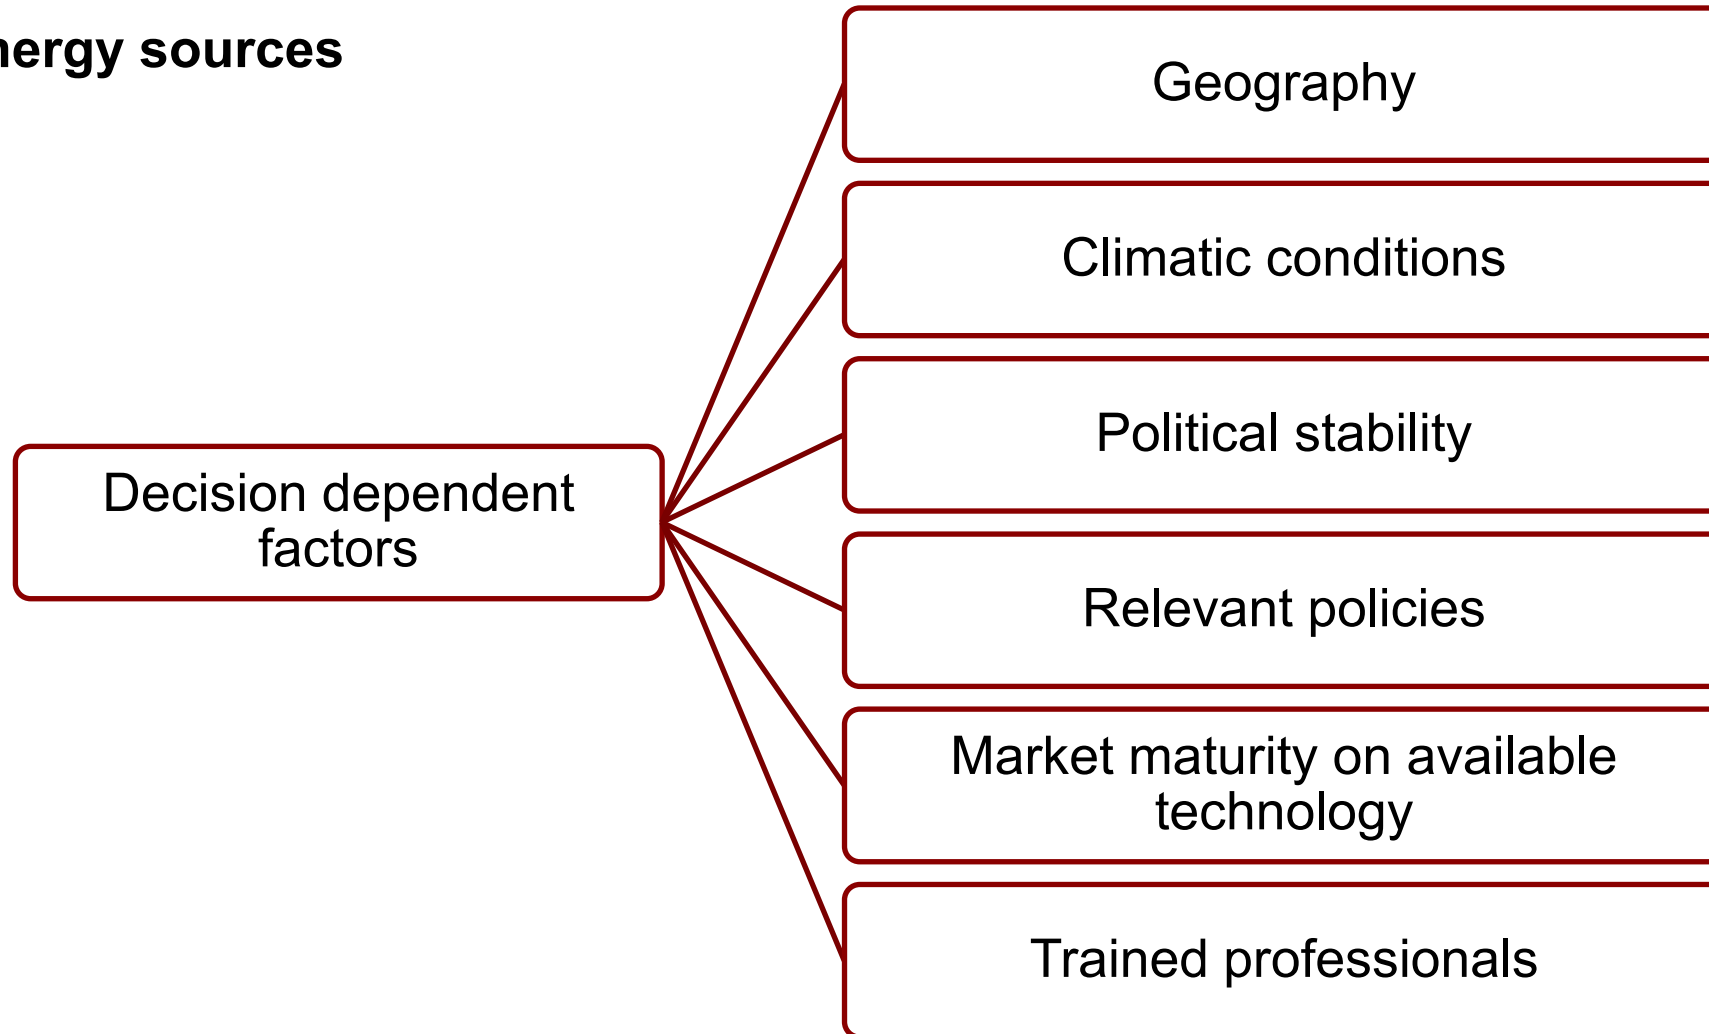 nergy sources
Geography
Climatic conditions
Political stability
Decision dependent
factors
Relevant policies
Market maturity on available
technology
Trained professionals